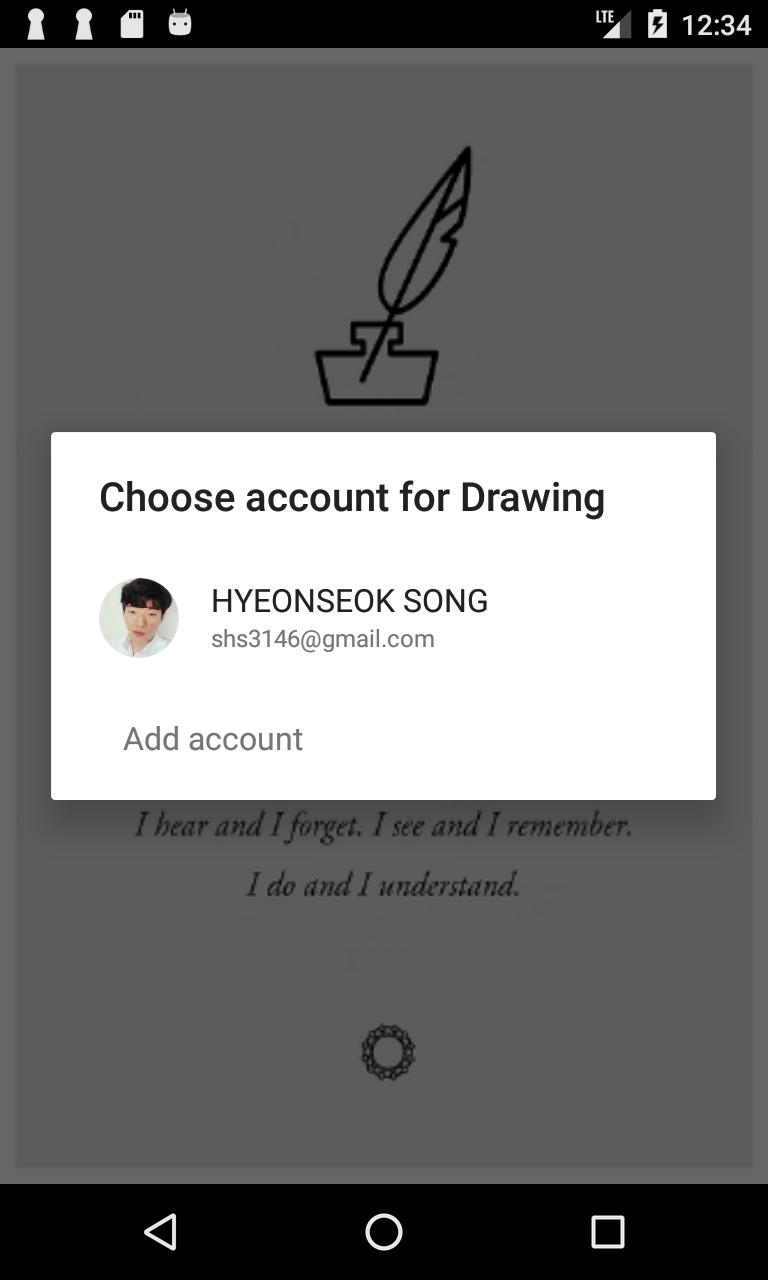 LTE 12:34
Choose account for Drawing
HYEONSEOK SONG
shs3146@gmail.com
Add account
I hear and I forget. I see and I remember.
I do and I understand.